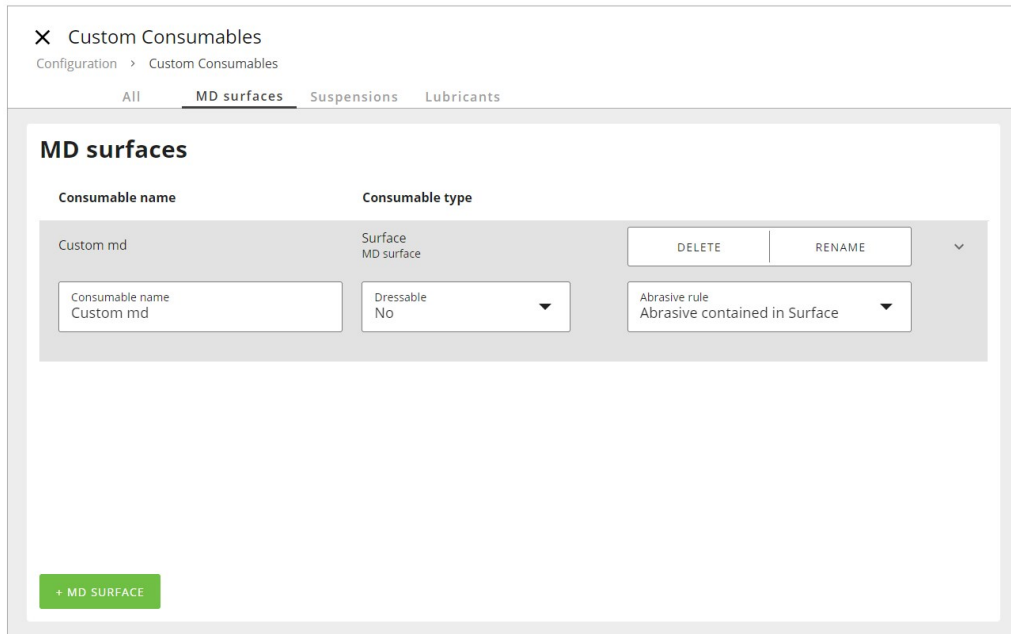 Custom Consumables
Configuration > Custom Consumables
All MD surfaces Suspensions Lubricants
MD surfaces
Consumable name Consumable type
Custom md
Surface
MD surface
DELETE RENAME
Consumable name
Custom md
Dressable
No
Abrasive rule
Abrasive contained in Surface
+ MD SURFACE